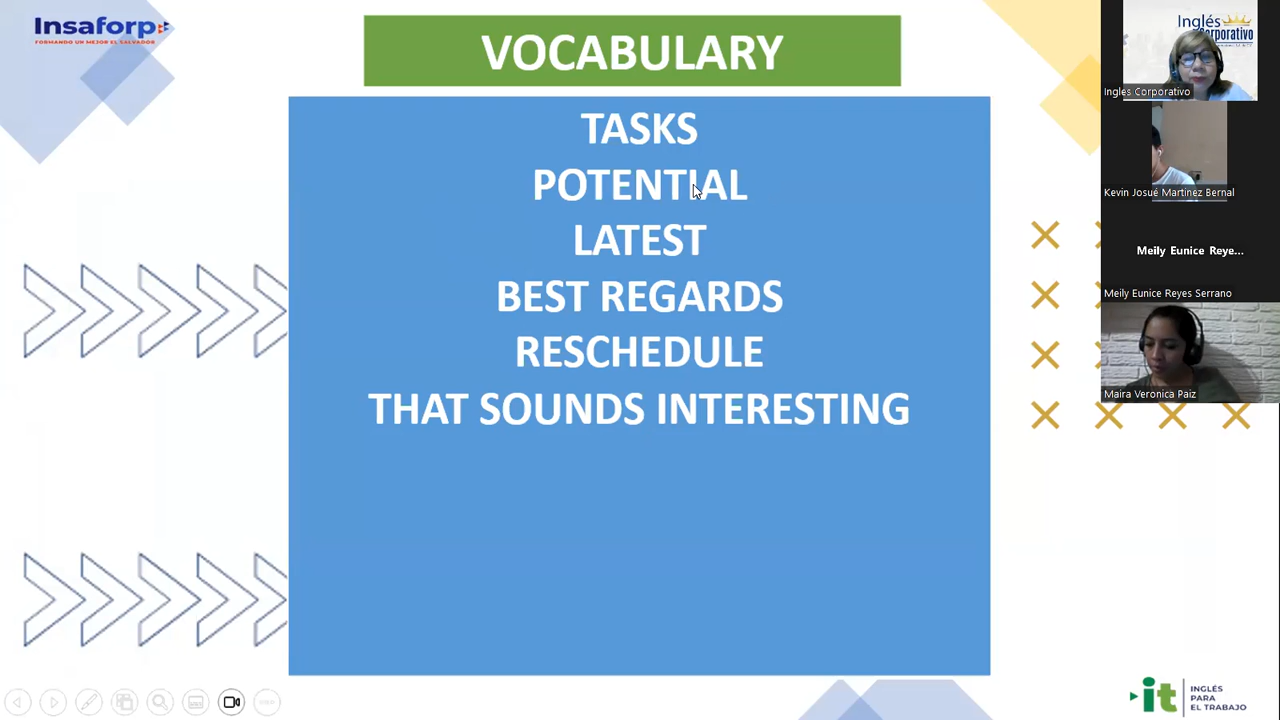 Insaforp
FORMANDO UN MEJOR EL SALVADOR
VOCABULARY
TASKS
POTENTIAL
LATEST
BEST REGARDS
RESCHEDULE
THAT SOUNDS INTERESTING
Inglés
Corporativo
Ingles Corporativo
Kevin Josué Martínez Bernal
Meily Eunice Reye...
Meily Eunice Reyes Serrano
Maira Veronica Paiz
it
INGLÉS
PARA
EL TRABAJO